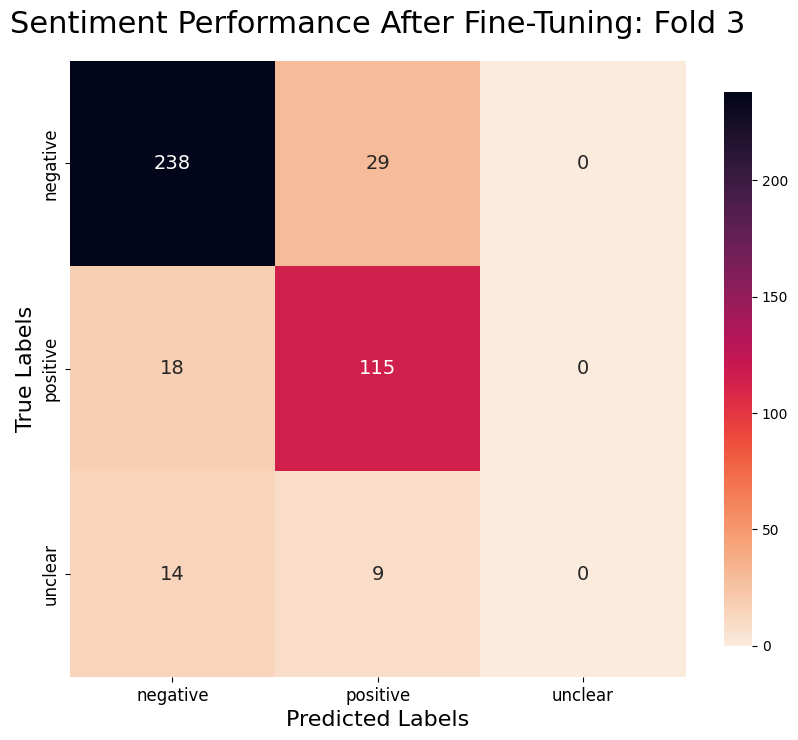 Sentiment Performance After Fine-Tuning: Fold 3
True Labels
negative
238
29
0
positive
18
115
0
unclear
14
9
0
negative
positive
unclear
Predicted Labels
200
150
100
50
0